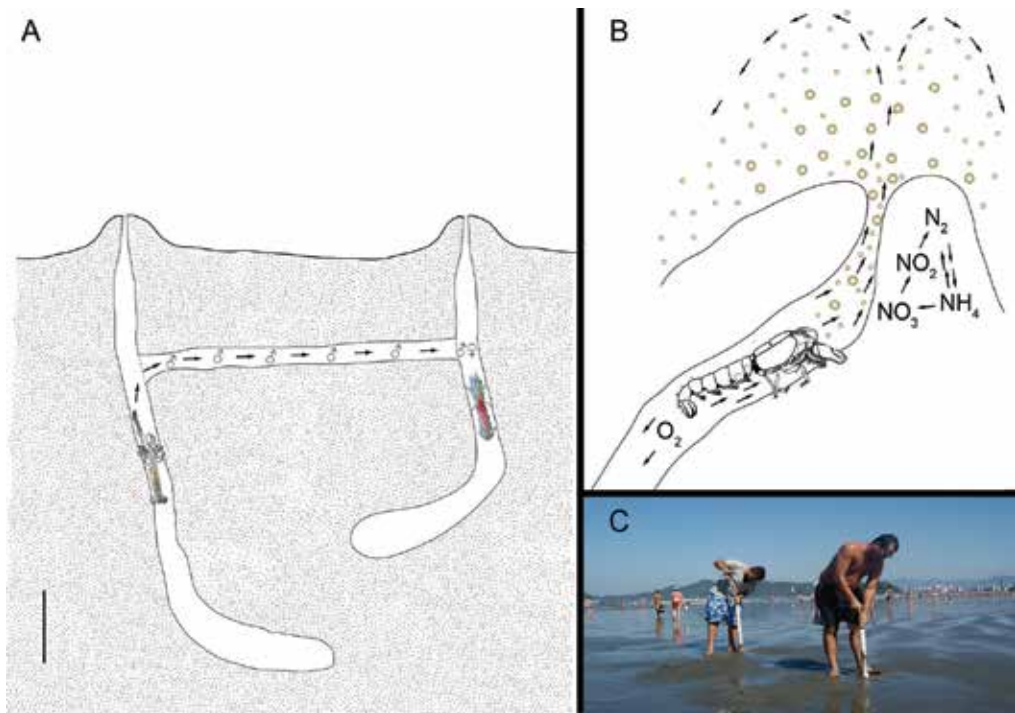 A
B
N₂
NO₂
NO₃ NH₄
O₂
C
♂ ♂ ♂ ♂ ♂